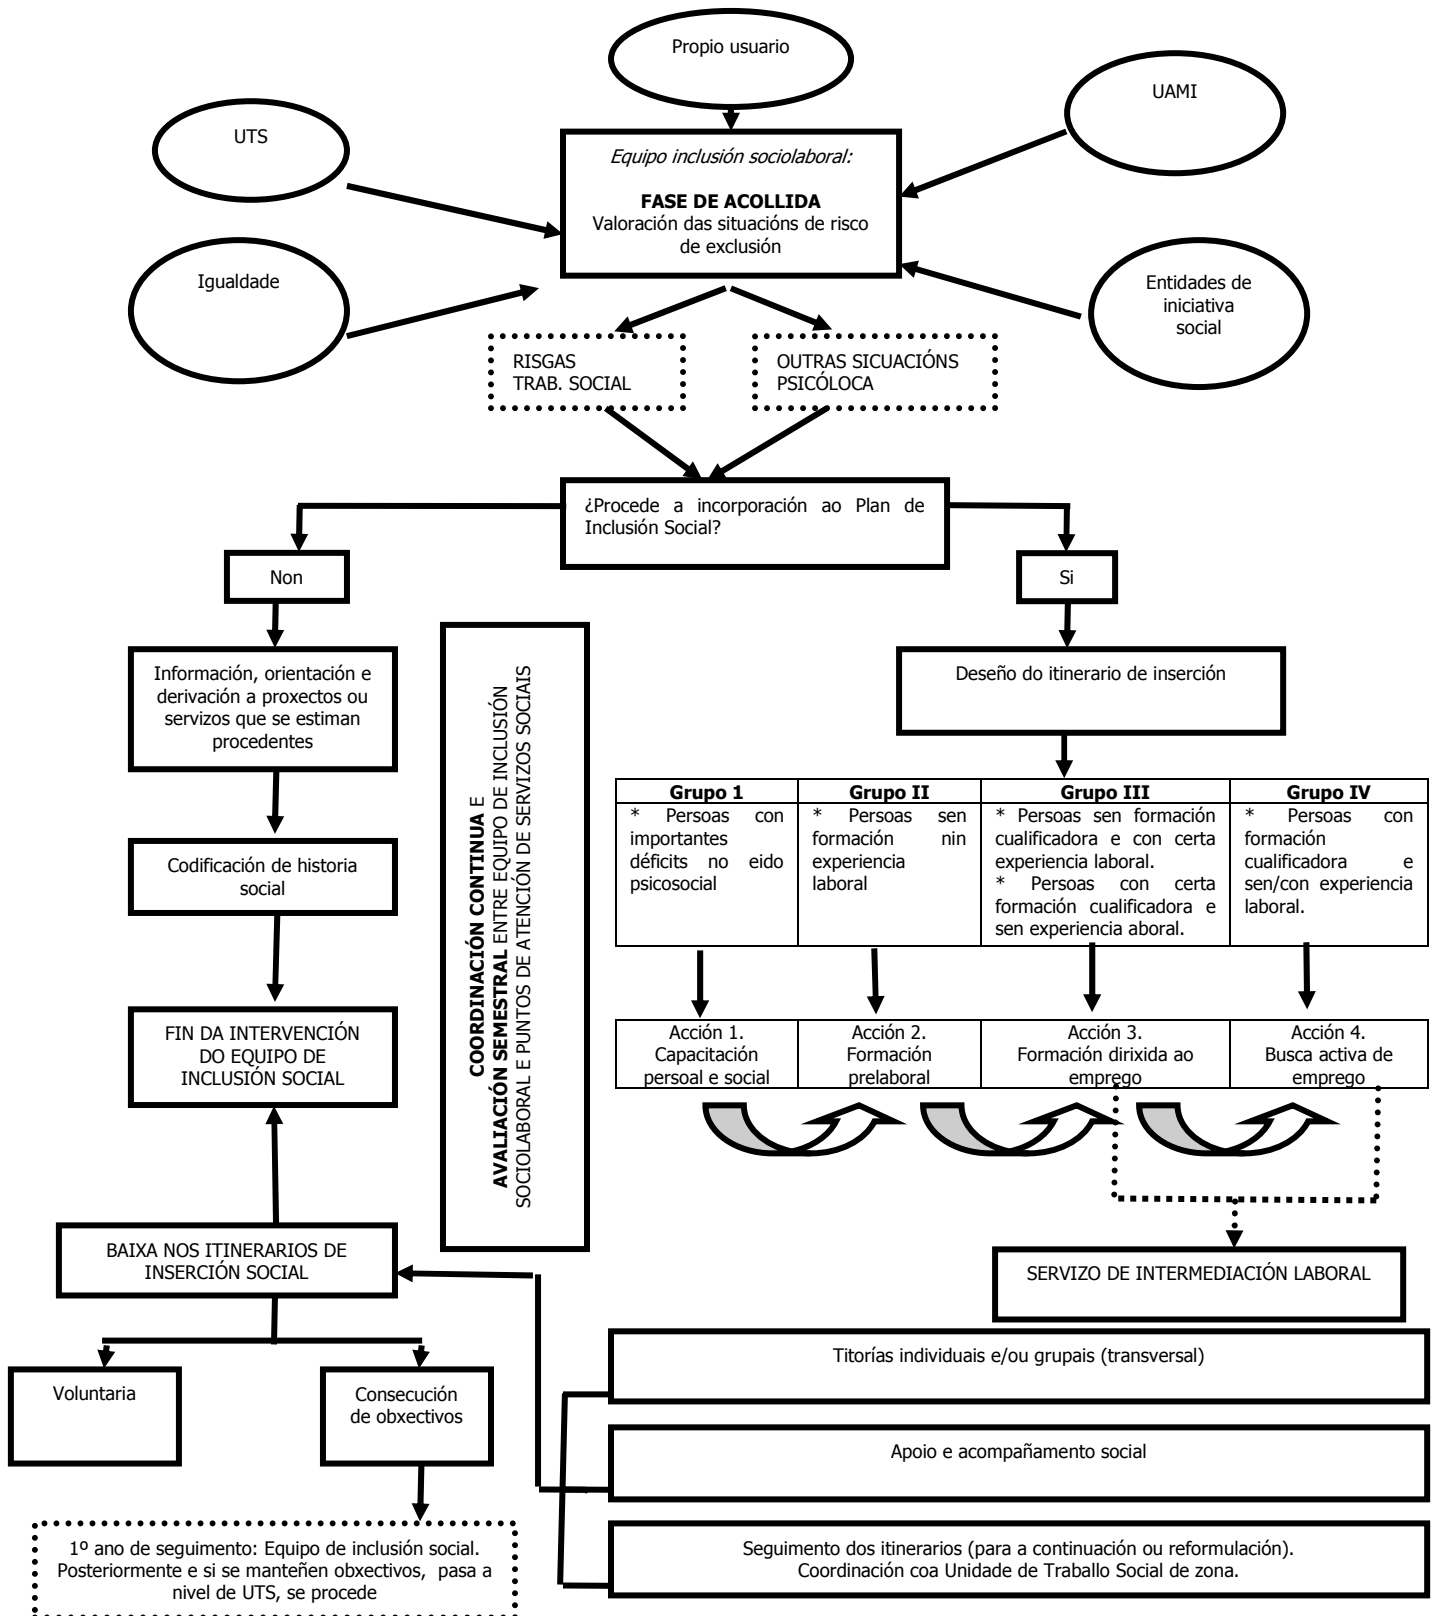 Propio usuario
UAMI
UTS
Equipo inclusión sociolaboral:
FASE DE ACOLLIDA
Valoración das situacións de risco
de exclusión
Igualdade
Entidades de
iniciativa
social
RISGAS
TRAB. SOCIAL
OUTRAS SICUACIÓNS
PSICÓLOCA
¿Procede a incorporación ao Plan de
Inclusión Social?
Non
Si
Información, orientación e
derivación a proxectos ou
servizos que se estiman
procedentes
Deseño do itinerario de inserción
COORDINACIÓN CONTINUA E
AVALIACIÓN SEMESTRAL ENTRE EQUIPO DE INCLUSIÓN
SOCIOLABORAL E PUNTOS DE ATENCIÓN DE SERVIZOS SOCIAIS
Grupo 1
* Persoas con
importantes
déficits no eido
psicosocial
Grupo II
* Persoas sen
formación nin
experiencia
laboral
Grupo III
* Persoas sen formación
cualificadora e con certa
experiencia laboral.
* Persoas con certa
formación cualificadora e
sen experiencia aboral.
Grupo IV
* Persoas con
formación
cualificadora e
sen/con experiencia
laboral.
Codificación de historia
social
FIN DA INTERVENCIÓN
DO EQUIPO DE
INCLUSIÓN SOCIAL
Acción 1.
Capacitación
persoal e social
Acción 2.
Formación
prelaboral
Acción 3.
Formación dirixida ao
emprego
Acción 4.
Busca activa de
emprego
BAIXA NOS ITINERARIOS DE
INSERCIÓN SOCIAL
SERVIZO DE INTERMEDIACIÓN LABORAL
Titorías individuais e/ou grupais (transversal)
Voluntaria
Consecución
de obxectivos
Apoio e acompañamento social
1º ano de seguimento: Equipo de inclusión social.
Posteriormente e si se manteñen obxectivos, pasa a
nivel de UTS, se procede
Seguimento dos itinerarios (para a continuación ou reformulación).
Coordinación coa Unidade de Traballo Social de zona.